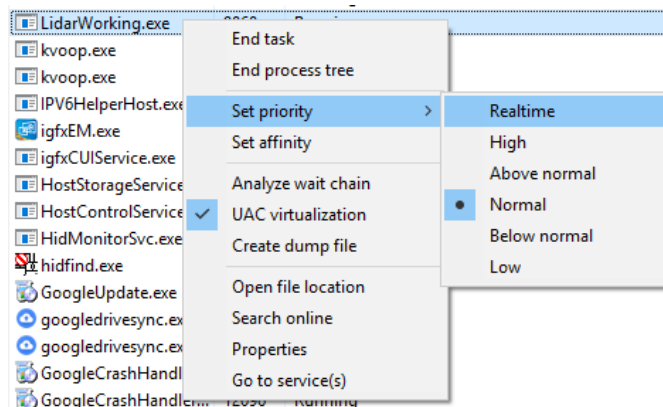 LidarWorking.exe
kvoop.exe
kvoop.exe
IPV6HelperHost.exe
igfxEM.exe
igfxCUIService.exe
HostStorageService
HostControlService
HidMonitorSvc.exe
hidfind.exe
GoogleUpdate.exe
googledrivesync.ex
googledrivesync.ex
GoogleCrashHandl
GoogleCrashHandler... 12696 Running
End task
End process tree
Set priority >
Set affinity
Analyze wait chain
UAC virtualization
Create dump file
Open file location
Search online
Properties
Go to service(s)
Realtime
High
Above normal
Normal
Below normal
Low